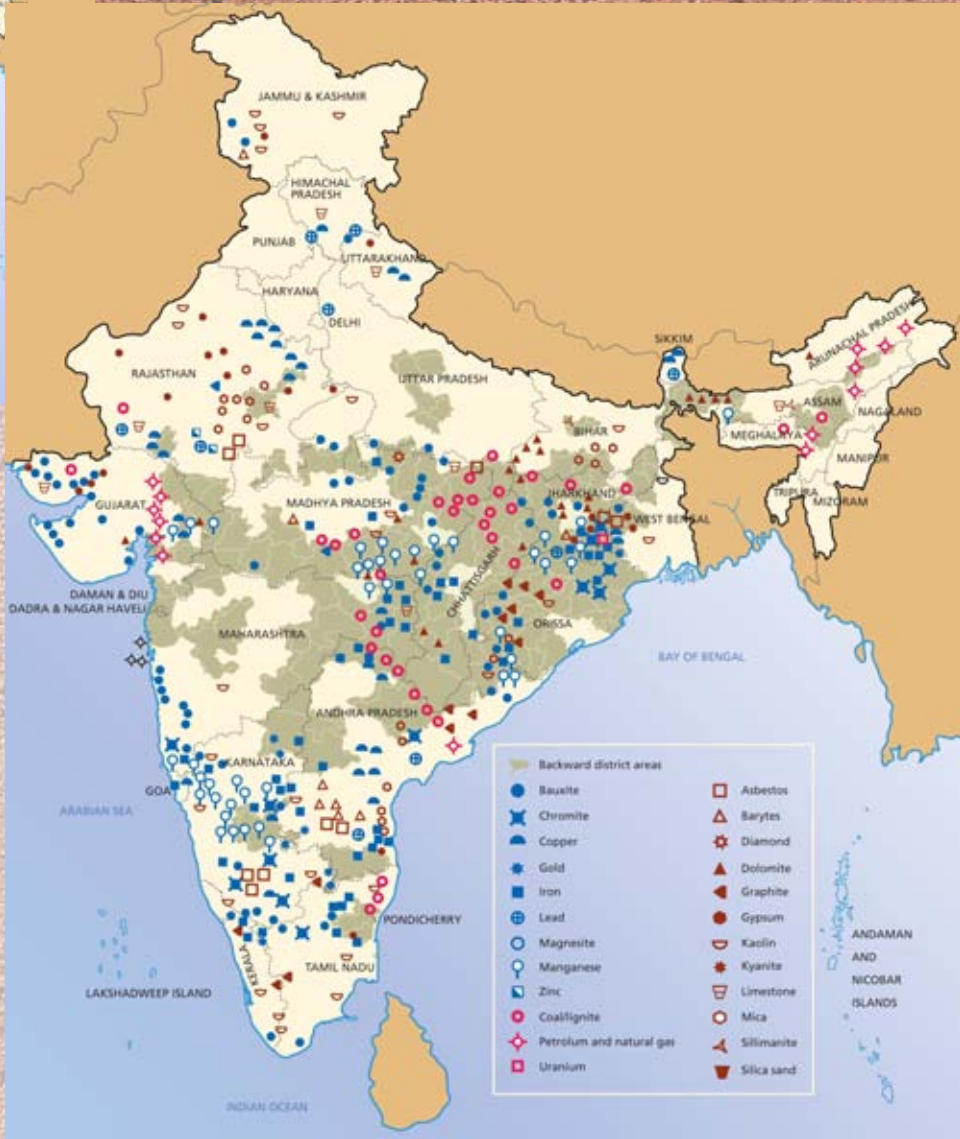 JAMMU & KASHMIR
HIMACHAL
PRADESH
PUNJAB
UTTARAKHAND
HARYANA
DELHI
ARUNACHAL PRADESH
SIKKIM
RAJASTHAN
UTTAR PRADESH
ASSAM
NAGALAND
BIHAR
MEGHALAYA
MANIPUR
JHARKHAND
TRIPURA
MIZORAM
GUJARAT
MADHYA PRADESH
WEST BENGAL
CHHATTISGARH
DAMAN & DIU
DADRA & NAGAR HAVELI
ORISSA
MAHARASHTRA
BAY OF BENGAL
ANDHRA PRADESH
KARNATAKA
GOA
ARABIAN SEA
PONDICHERRY
KERALA
TAMIL NADU
LAKSHADWEEP ISLAND
INDIAN OCEAN
ANDAMAN
AND
NICOBAR
ISLANDS
Backward district areas
Bauxite
Chromite
Copper
Gold
Iron
Lead
Magnesite
Manganese
Zinc
Coal/lignite
Petrolum and natural gas
Uranium
Asbestos
Barytes
Diamond
Dolomite
Graphite
Gypsum
Kaolin
Kyanite
Limestone
Mica
Sillimanite
Silica sand